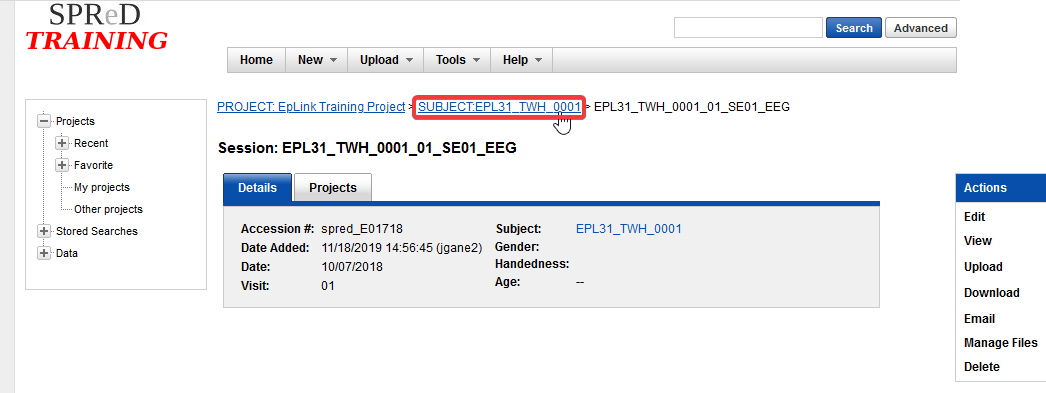 SPReD
TRAINING
Search
Advanced
Home
New
Upload
Tools
Help
PROJECT: EpLink Training Project > SUBJECT:EPL31_TWH_0001 > EPL31_TWH_0001_01_SE01_EEG
Projects
Recent
Favorite
My projects
Other projects
Stored Searches
Data
Session: EPL31_TWH_0001_01_SE01_EEG
Details
Projects
Accession #: spred_E01718
Date Added: 11/18/2019 14:56:45 (jgane2)
Date: 10/07/2018
Visit: 01
Subject: EPL31_TWH_0001
Gender:
Handedness:
Age: --
Actions
Edit
View
Upload
Download
Email
Manage Files
Delete